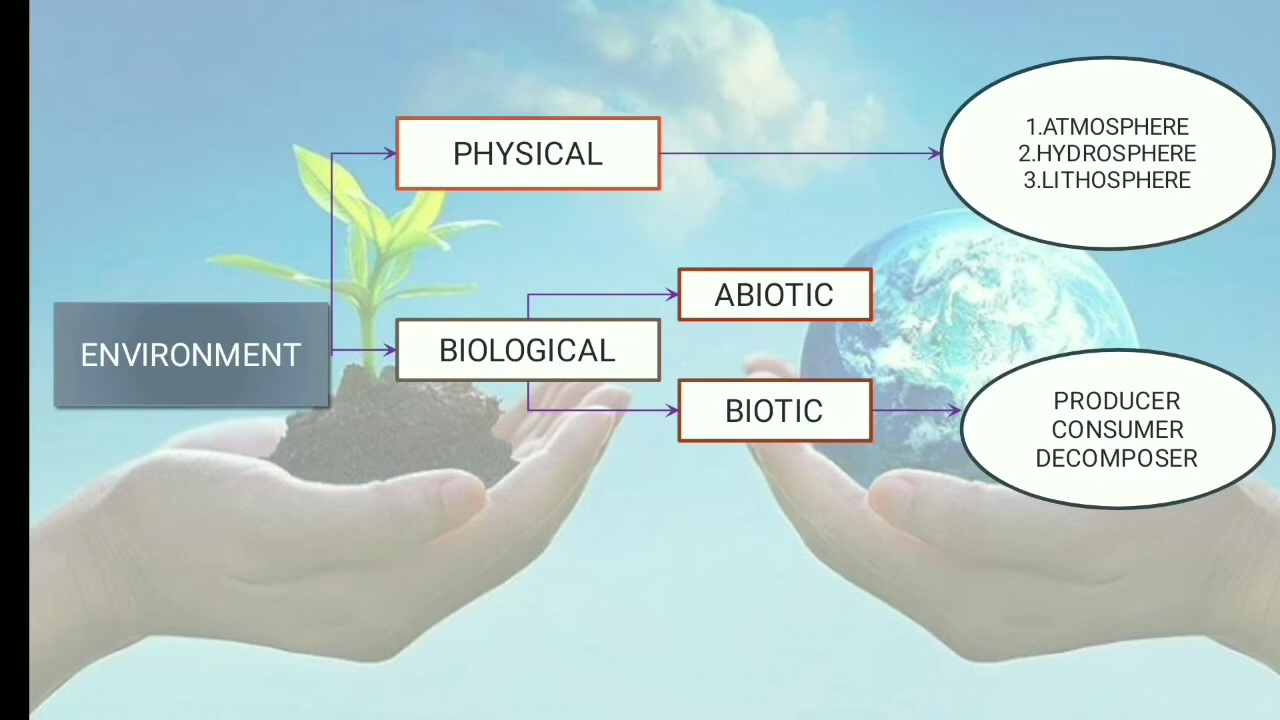 ENVIRONMENT
PHYSICAL
1.ATMOSPHERE
2.HYDROSPHERE
3.LITHOSPHERE
BIOLOGICAL
ABIOTIC
BIOTIC
PRODUCER
CONSUMER
DECOMPOSER